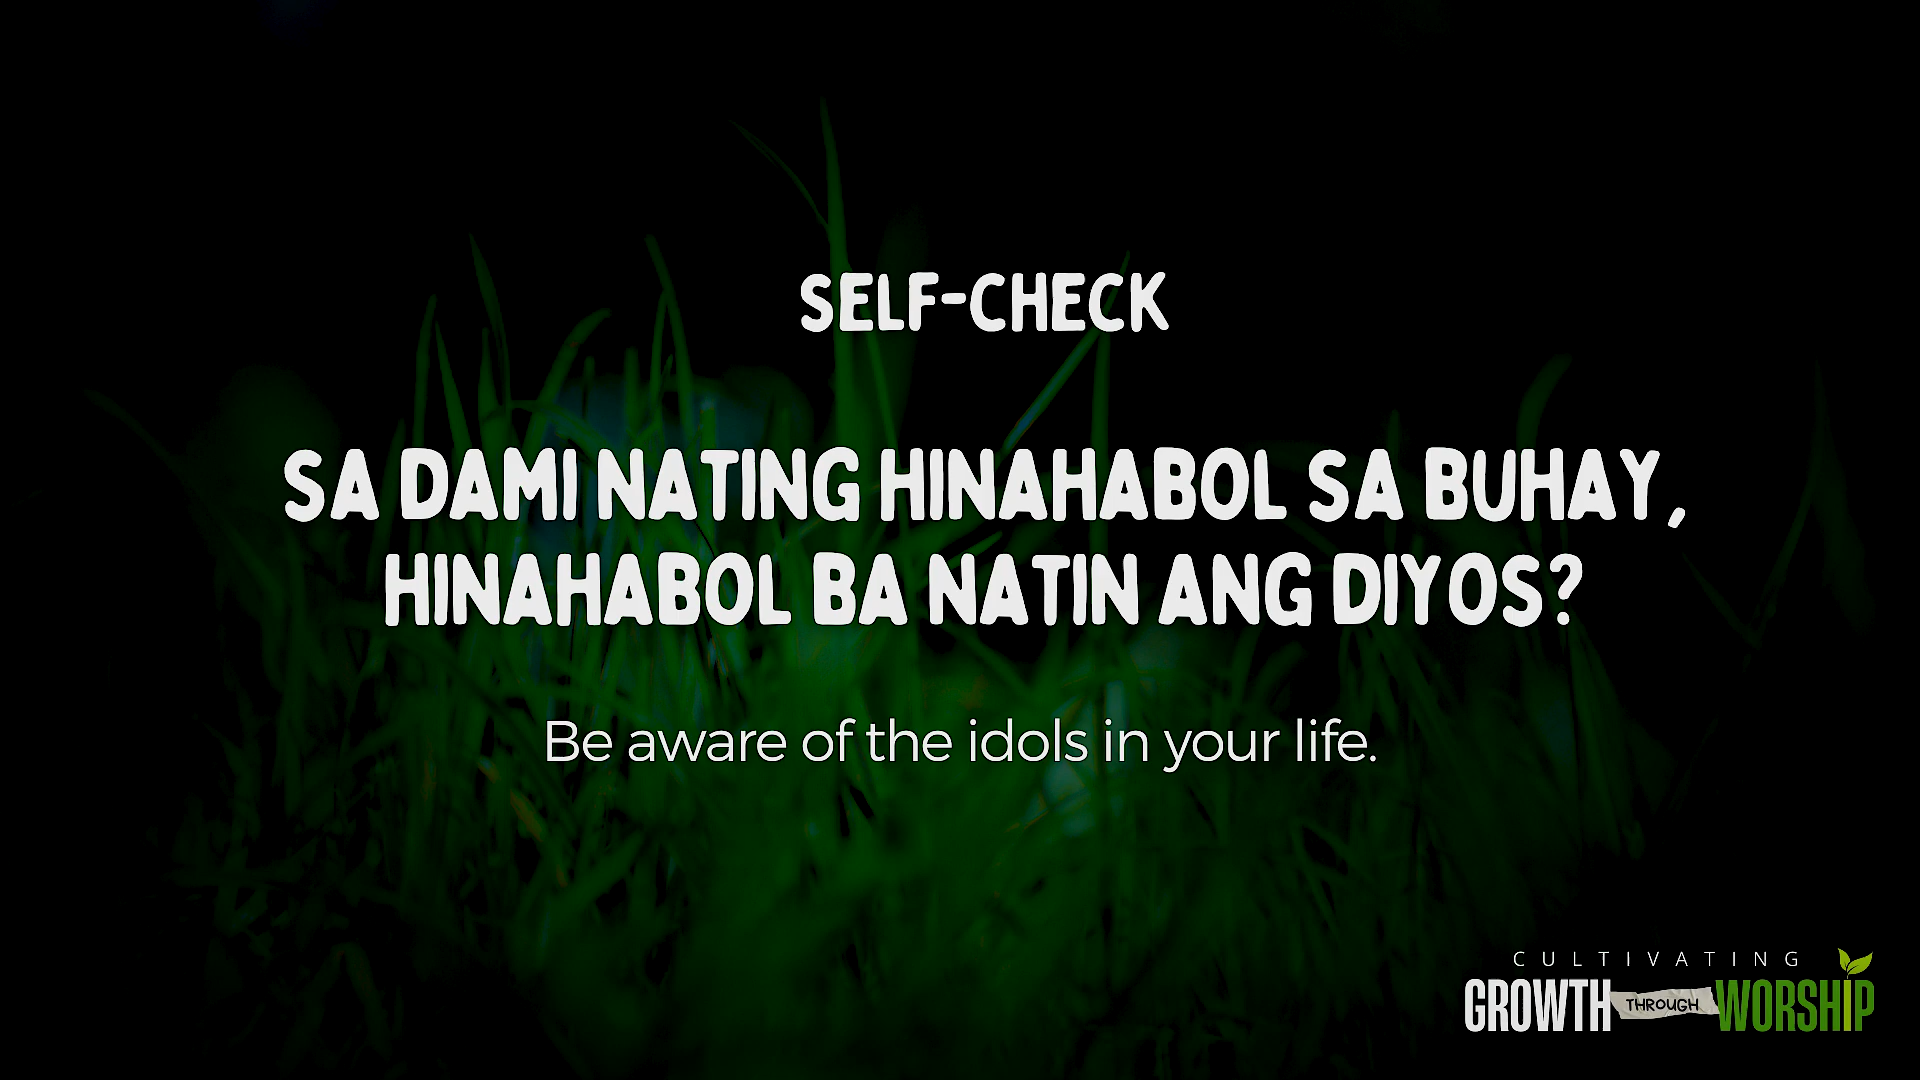 SELF-CHECK
SA DAMI NATING HINAHABOL SA BUHAY,
HINAHABOL BA NATIN ANG DIYOS?
Be aware of the idols in your life.
CULTIVATING
GROWTH THROUGH WORSHIP